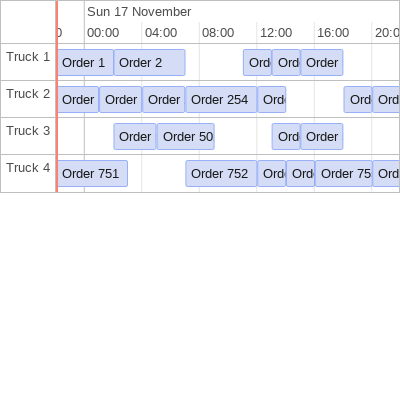 Sun 17 November
0 00:00 04:00 08:00 12:00 16:00 20:0
Truck 1 Order 1 Order 2 Ord Ord Order
Truck 2 Order Order Order Order 254 Ord Ord Ord
Truck 3 Order Order 50 Ord Order
Truck 4 Order 751 Order 752 Ord Ord Order 75 Ord